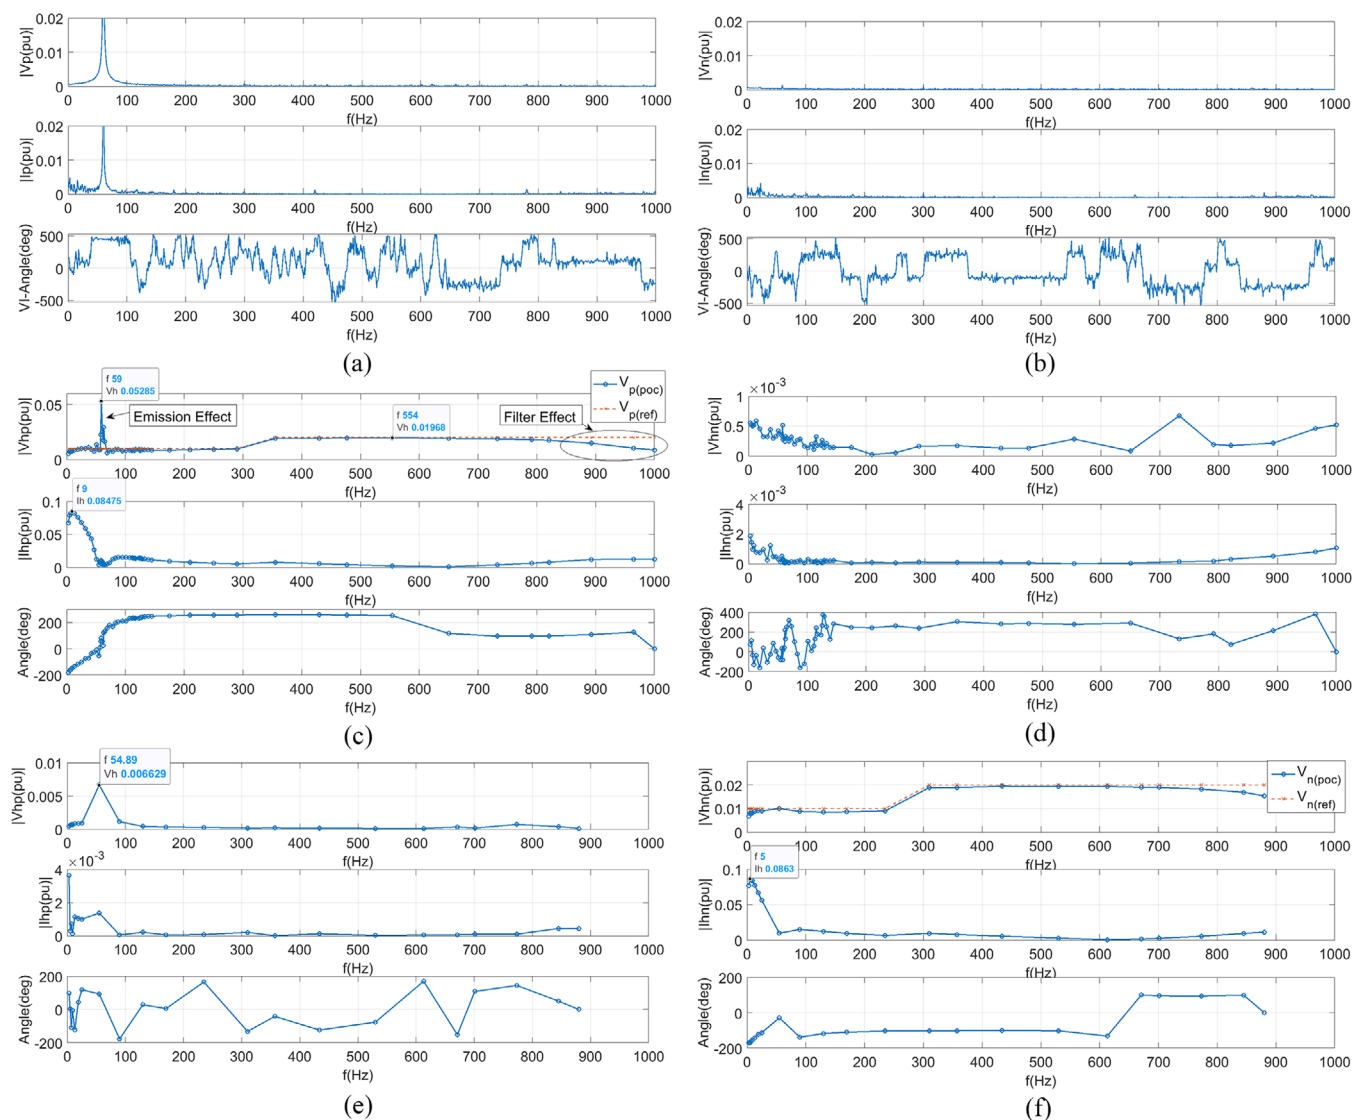 |Vp(pu)|
0.02
0.01
0
0 100 200 300 400 500 600 700 800 900 1000
f(Hz)
|Ip(pu)|
0.02
0.01
0
0 100 200 300 400 500 600 700 800 900 1000
f(Hz)
VI-Angle(deg)
500
0
-500
0 100 200 300 400 500 600 700 800 900 1000
f(Hz)
(a)
|Vn(pu)|
0.02
0.01
0
0 100 200 300 400 500 600 700 800 900 1000
f(Hz)
|In(pu)|
0.02
0.01
0
0 100 200 300 400 500 600 700 800 900 1000
f(Hz)
VI-Angle(deg)
500
0
-500
0 100 200 300 400 500 600 700 800 900 1000
f(Hz)
(b)
f 59
Vh 0.05285
Emission Effect
f 554
Vh 0.01968
Filter Effect
Vp(poc)
Vp(ref)
|Vhp(pu)|
0.05
0
0 100 200 300 400 500 600 700 800 900 1000
f(Hz)
f 9
Ih 0.08475
|Ihp(pu)|
0.1
0.05
0
0 100 200 300 400 500 600 700 800 900 1000
f(Hz)
Angle(deg)
200
0
-200
0 100 200 300 400 500 600 700 800 900 1000
f(Hz)
(c)
×10-3
|Vhn(pu)|
1
0.5
0
0 100 200 300 400 500 600 700 800 900 1000
f(Hz)
×10-3
|Ihn(pu)|
4
2
0
0 100 200 300 400 500 600 700 800 900 1000
f(Hz)
Angle(deg)
400
200
0
-200
0 100 200 300 400 500 600 700 800 900 1000
f(Hz)
(d)
f 54.89
Vh 0.006629
|Vhp(pu)|
0.01
0.005
0
0 100 200 300 400 500 600 700 800 900 1000
f(Hz)
×10-3
|Ihp(pu)|
4
2
0
0 100 200 300 400 500 600 700 800 900 1000
f(Hz)
Angle(deg)
200
0
-200
0 100 200 300 400 500 600 700 800 900 1000
f(Hz)
(e)
Vn(poc)
Vn(ref)
|Vhn(pu)|
0.02
0.01
0
0 100 200 300 400 500 600 700 800 900 1000
f(Hz)
f 5
Ih 0.0863
|Ihn(pu)|
0.1
0.05
0
0 100 200 300 400 500 600 700 800 900 1000
f(Hz)
Angle(deg)
200
0
-200
0 100 200 300 400 500 600 700 800 900 1000
f(Hz)
(f)